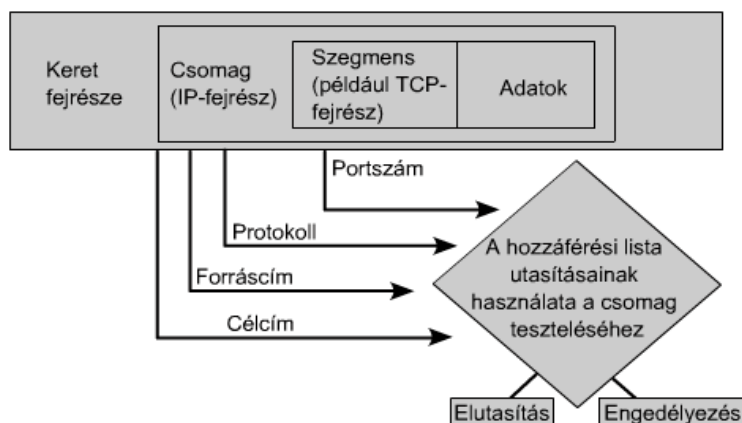 Keret
fejrésze
Csomag
(IP-fejrész)
Szegmens
(például TCP-
fejrész)
Adatok
Portszám
Protokoll
Forráscím
Célcím
A hozzáférési lista
utasításainak
használata a csomag
teszteléséhez
Elutasítás
Engedélyezés